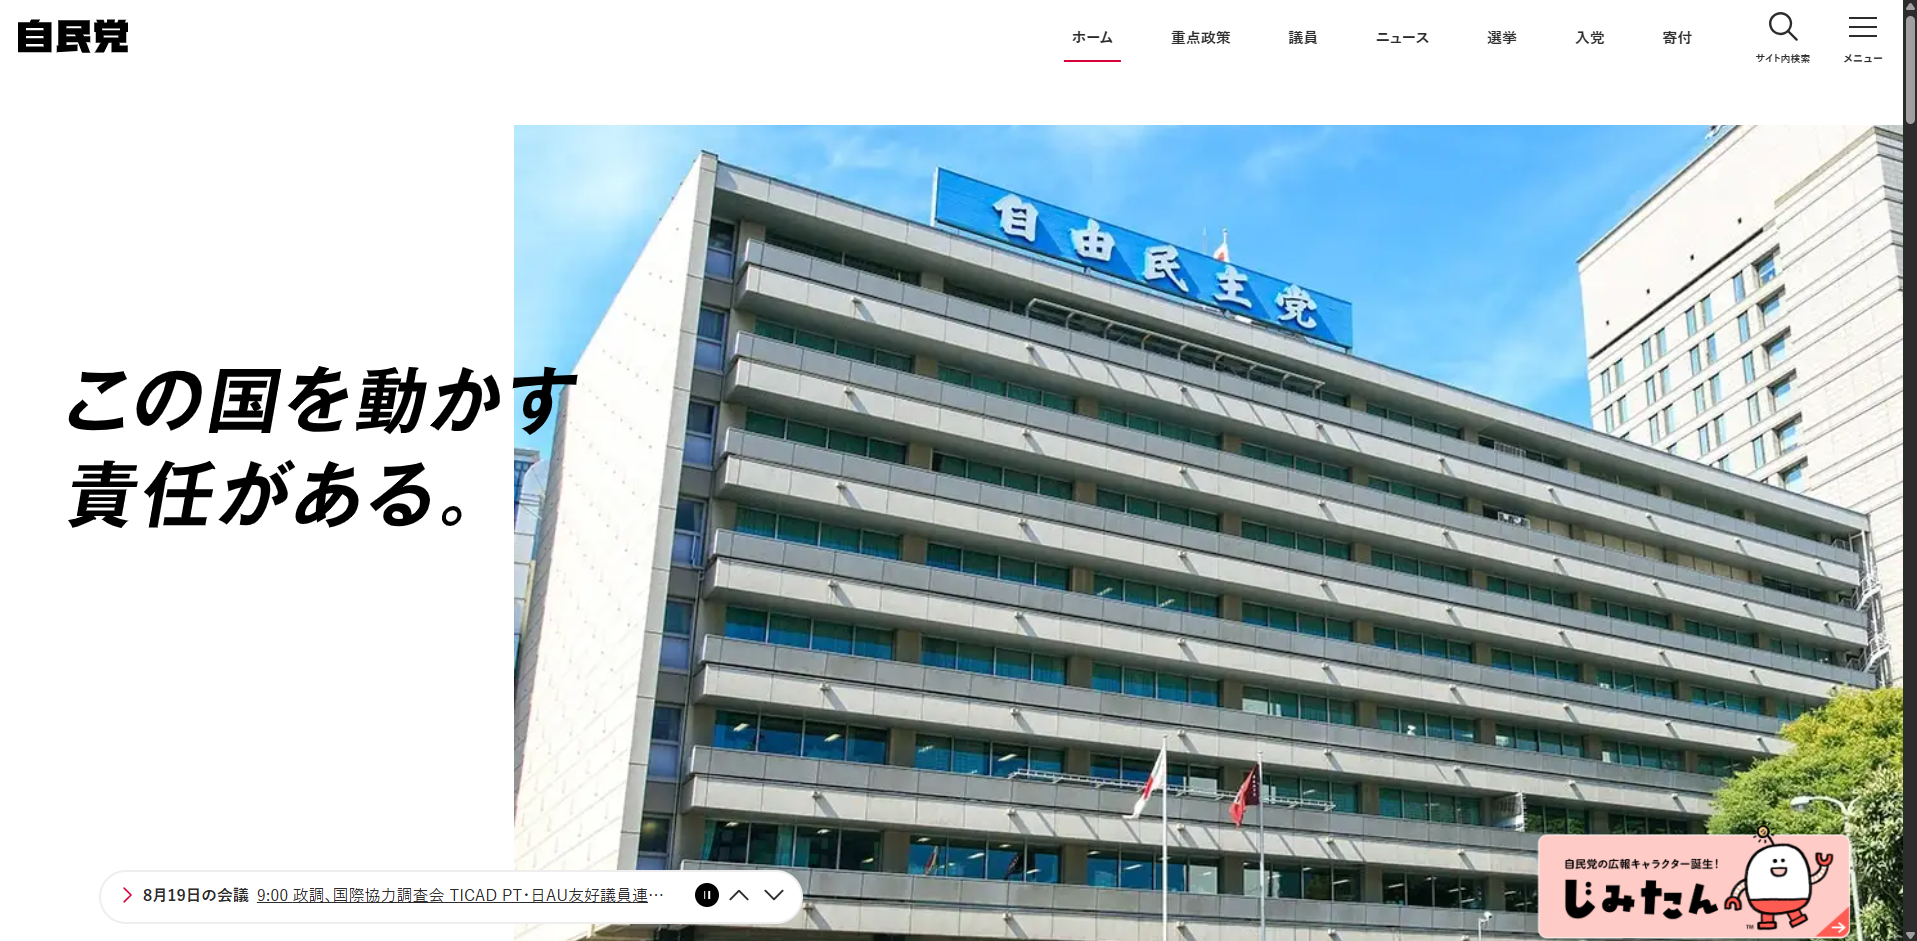 自民党
ホーム
重点政策
議員
ニュース
選挙
入党
寄付
サイト内検索
メニュー
自由民主党
この国を動かす
責任がある。
8月19日の会議 9:00 政調、国際協力調査会 TICAD PT・日AU友好議員連…
自民党の広報キャラクター誕生！
じみたん
TM